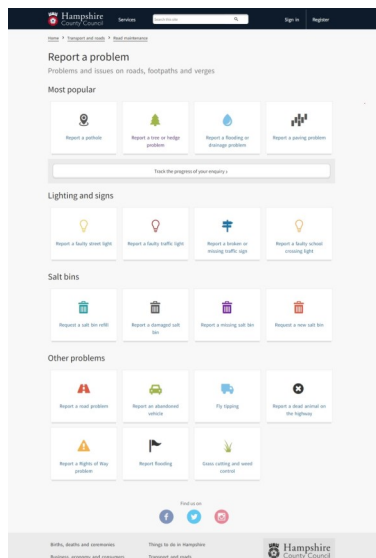 Hampshire
County Council
Services
Search this site
Sign in
Register
Home > Transport and roads > Road maintenance
Report a problem
Problems and issues on roads, footpaths and verges
Most popular
Report a pothole
Report a tree or hedge
problem
Report a flooding or
drainage problem
Report a paving problem
Track the progress of your enquiry ›
Lighting and signs
Report a faulty street light
Report a faulty traffic light
Report a broken or
missing traffic sign
Report a faulty school
crossing light
Salt bins
Request a salt bin refill
Report a damaged salt
bin
Report a missing salt bin
Request a new salt bin
Other problems
Report a road problem
Report an abandoned
vehicle
Fly tipping
Report a dead animal on
the highway
Report a Rights of Way
problem
Report flooding
Grass cutting and weed
control
Find us on
Births, deaths and ceremonies
Things to do in Hampshire
Hampshire
County Council
Business, economy and consumers
Transport and roads